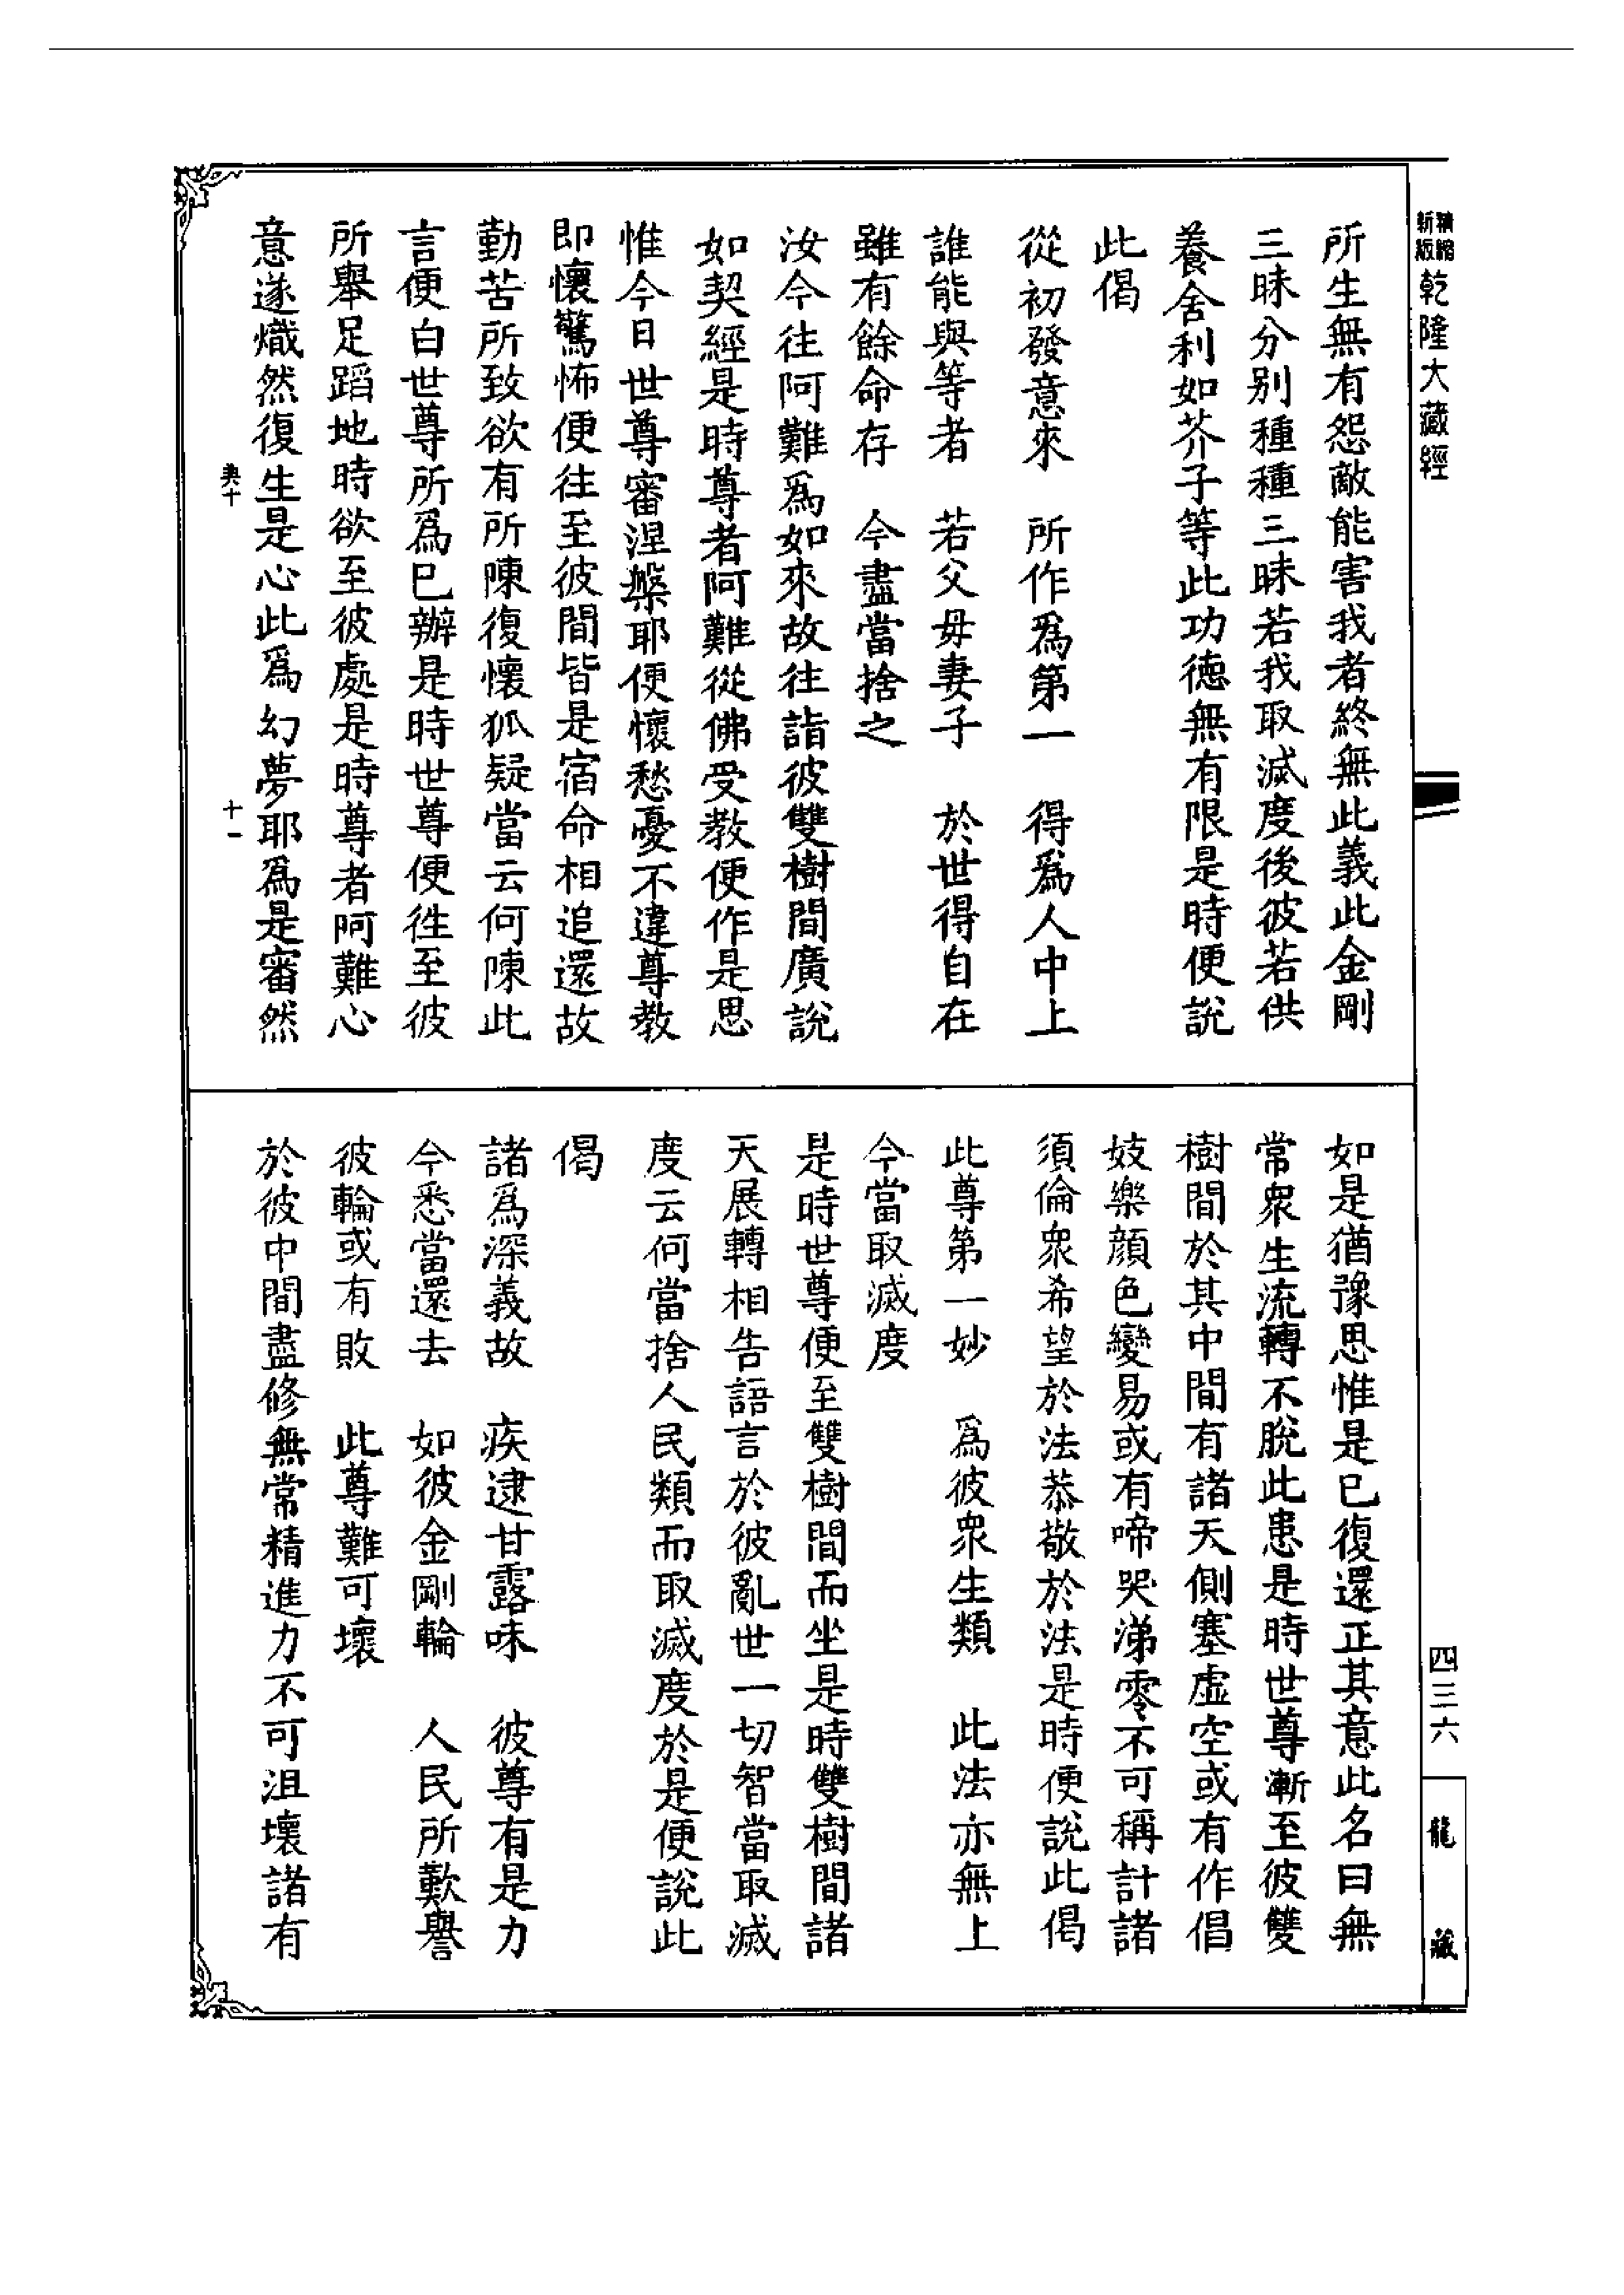 精縮新版乾隆大藏經
所生無有怨敵能害我者終無此義此金剛
三昧分別種種三昧若我取滅度後彼若供
養舍利如芥子等此功德無有限是時便說
此偈
從初發意來　所作爲第一　得爲人中上
誰能與等者　若父母妻子　於世得自在
雖有餘命存　今盡當捨之
汝今往阿難爲如來故往詣彼雙樹間廣說
如契經是時尊者阿難從佛受教便作是思
惟今日世尊審涅槃耶便懷愁憂不違尊教
即懷驚怖便往至彼間皆是宿命相追還故
勤苦所致欲有所陳復懷狐疑當云何陳此
言便白世尊所爲已辦是時世尊便徃至彼
所舉足蹈地時欲至彼處是時尊者阿難心
意遂熾然復生是心此爲幻夢耶爲是審然
十一
如是猶豫思惟是已復還正其意此名曰無
常衆生流轉不脫此患是時世尊漸至彼雙
樹間於其中間有諸天側塞虛空或有作倡
妓樂顔色變易或有啼哭涕零不可稱計諸
須倫衆希望於法恭敬於法是時便說此偈
此尊第一妙　爲彼衆生類　此法亦無上
今當取滅度
是時世尊便至雙樹間而坐是時雙樹間諸
天展轉相告語言於彼亂世一切智當取滅
度云何當捨人民類而取滅度於是便說此
偈
諸爲深義故　疾逮甘露味　彼尊有是力
今悉當還去　如彼金剛輪　人民所歎譽
彼輪或有敗　此尊難可壞
於彼中間盡修無常精進力不可沮壞諸有
四三六
龍藏